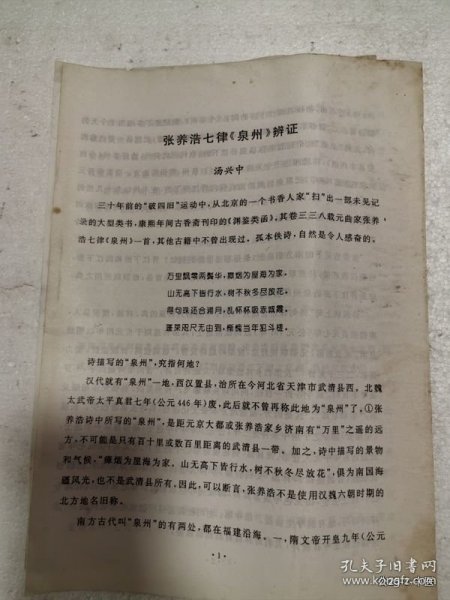 张养浩七律《泉州》辨证
汤兴中
三十年前的“破四旧”运动中，从北京的一个书香人家“扫”出一部未见记
录的大型类书，康熙年间古香斋刊印的《渊鉴类函》。其卷三三八载元曲家张养
浩七律《泉州》一首，其他古籍中不曾出现过，孤本佚诗，自然是令人感奋的。
万里飘零两鬓华，瘴烟为屋海为家，
山无高下皆行水，树不秋冬尽放花，
得句珠还合浦月，乱杯杯吸赤城霞，
蓬莱咫尺无由到，惭愧当年犯斗槎。
诗描写的“泉州”，究指何地？
汉代就有“泉州”一地，西汉置县，治所在今河北省天津市武清县西。北魏
太武帝太平真君七年（公元446年）废，此后就不曾再称此地为“泉州”了，①张
养浩诗中所写的“泉州”，是距元京大都或张养浩家乡济南有“万里”之遥的远
方，不可能是只有百十里或数百里距离的武清县一带。加之，诗中描写的景物
和气候，“瘴烟为屋海为家，山无高下皆行水，树不秋冬尽放花”，俱为南国海
疆风光，也不是武清县所有。因此，可以断言，张养浩不是使用汉魏六朝时期的
北方地名旧称。
南方古代叫“泉州”的有两处，都在福建沿海。一，隋文帝开皇九年（公元
·1·
孔夫子旧书网